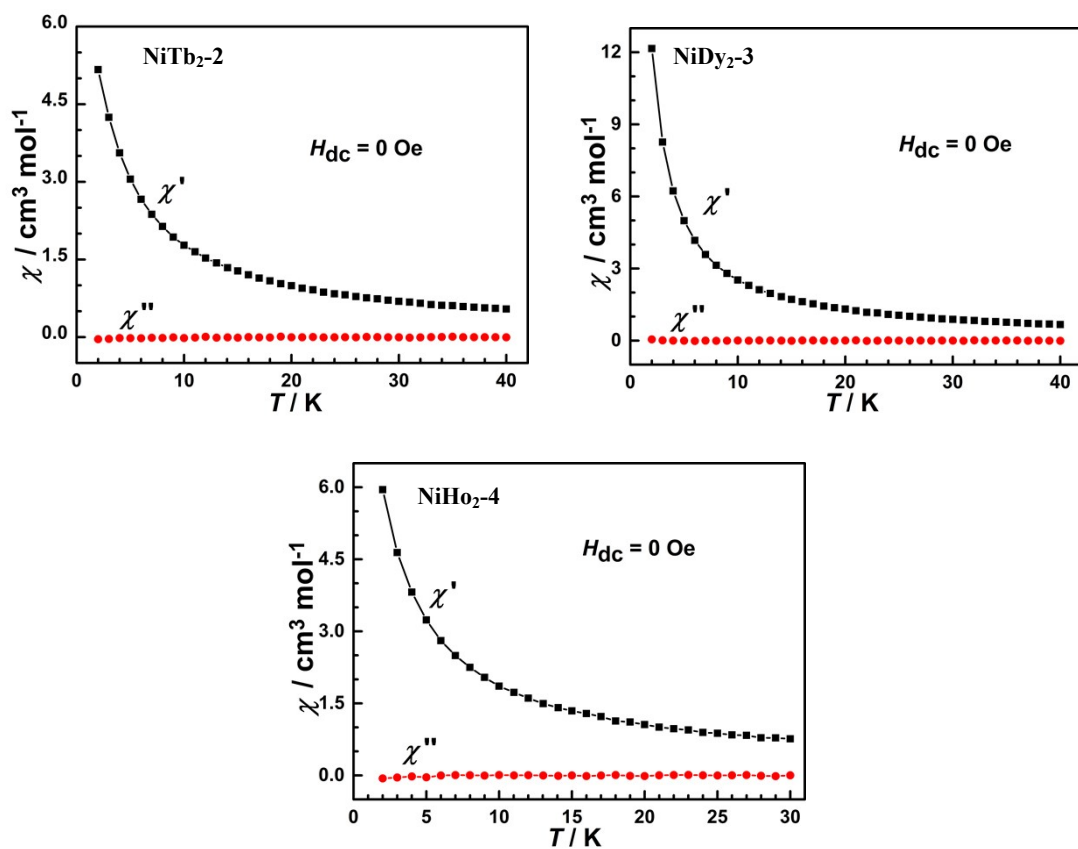 NiTb₂-2
H_dc = 0 Oe
χ'
χ''
χ / cm³ mol⁻¹
6.0
4.5
3.0
1.5
0.0
0 10 20 30 40
T / K
NiDy₂-3
H_dc = 0 Oe
χ'
χ''
χ / cm³ mol⁻¹
12
9
6
3
0
0 10 20 30 40
T / K
NiHo₂-4
H_dc = 0 Oe
χ'
χ''
χ / cm³ mol⁻¹
6.0
4.5
3.0
1.5
0.0
0 5 10 15 20 25 30
T / K